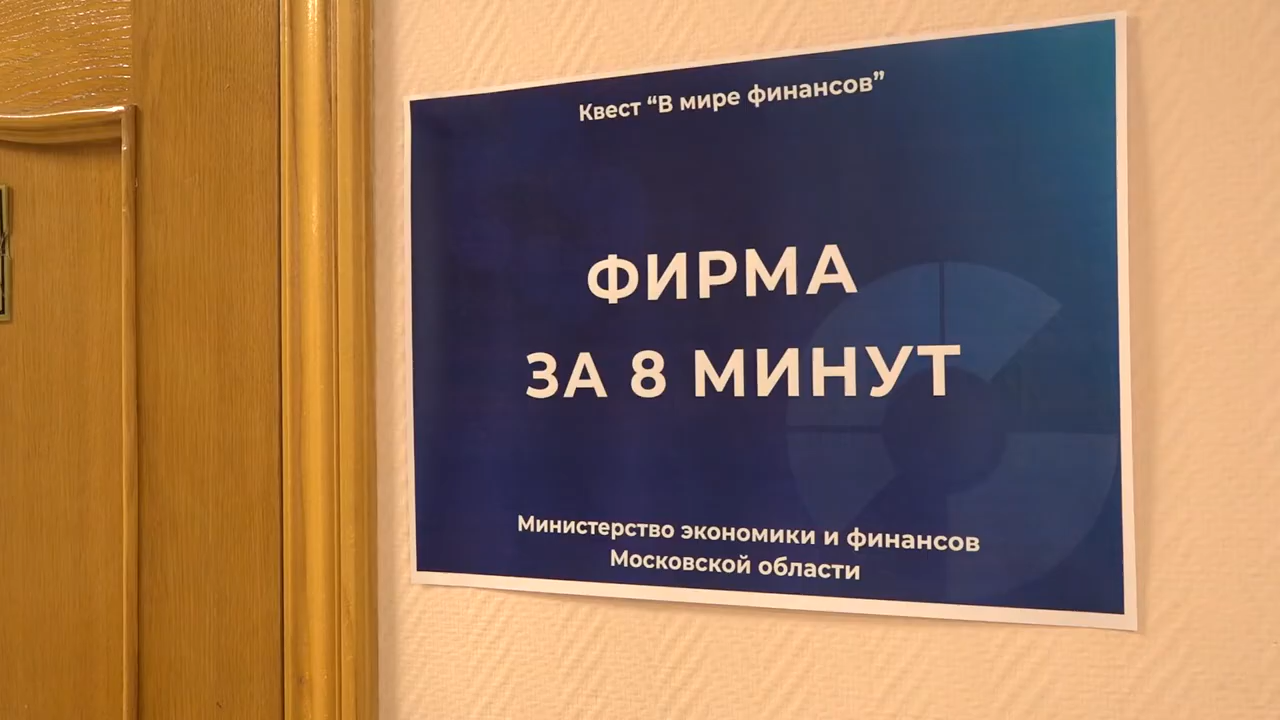 Квест “В мире финансов”
ФИРМА
ЗА 8 МИНУТ
Министерство экономики и финансов
Московской области